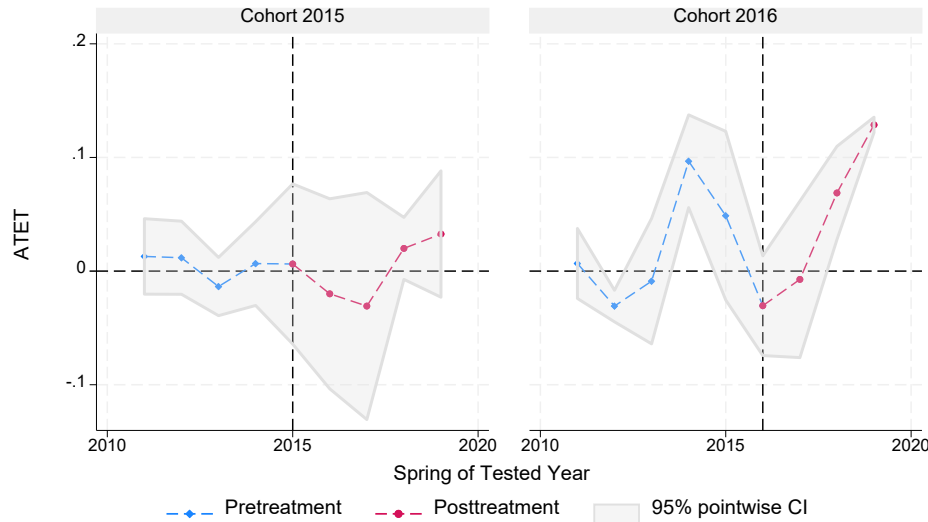 Cohort 2015 Cohort 2016
.2
.1
0
-.1
ATET
2010 2015 2020 2010 2015 2020
Spring of Tested Year
Pretreatment Posttreatment 95% pointwise CI